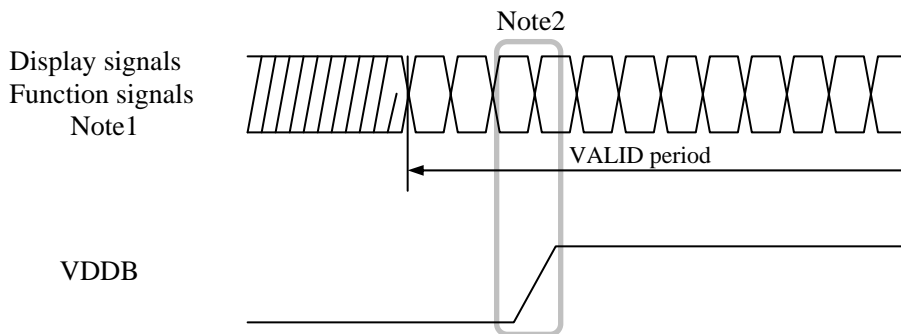 Note2
Display signals
Function signals
Note1
VALID period
VDDB